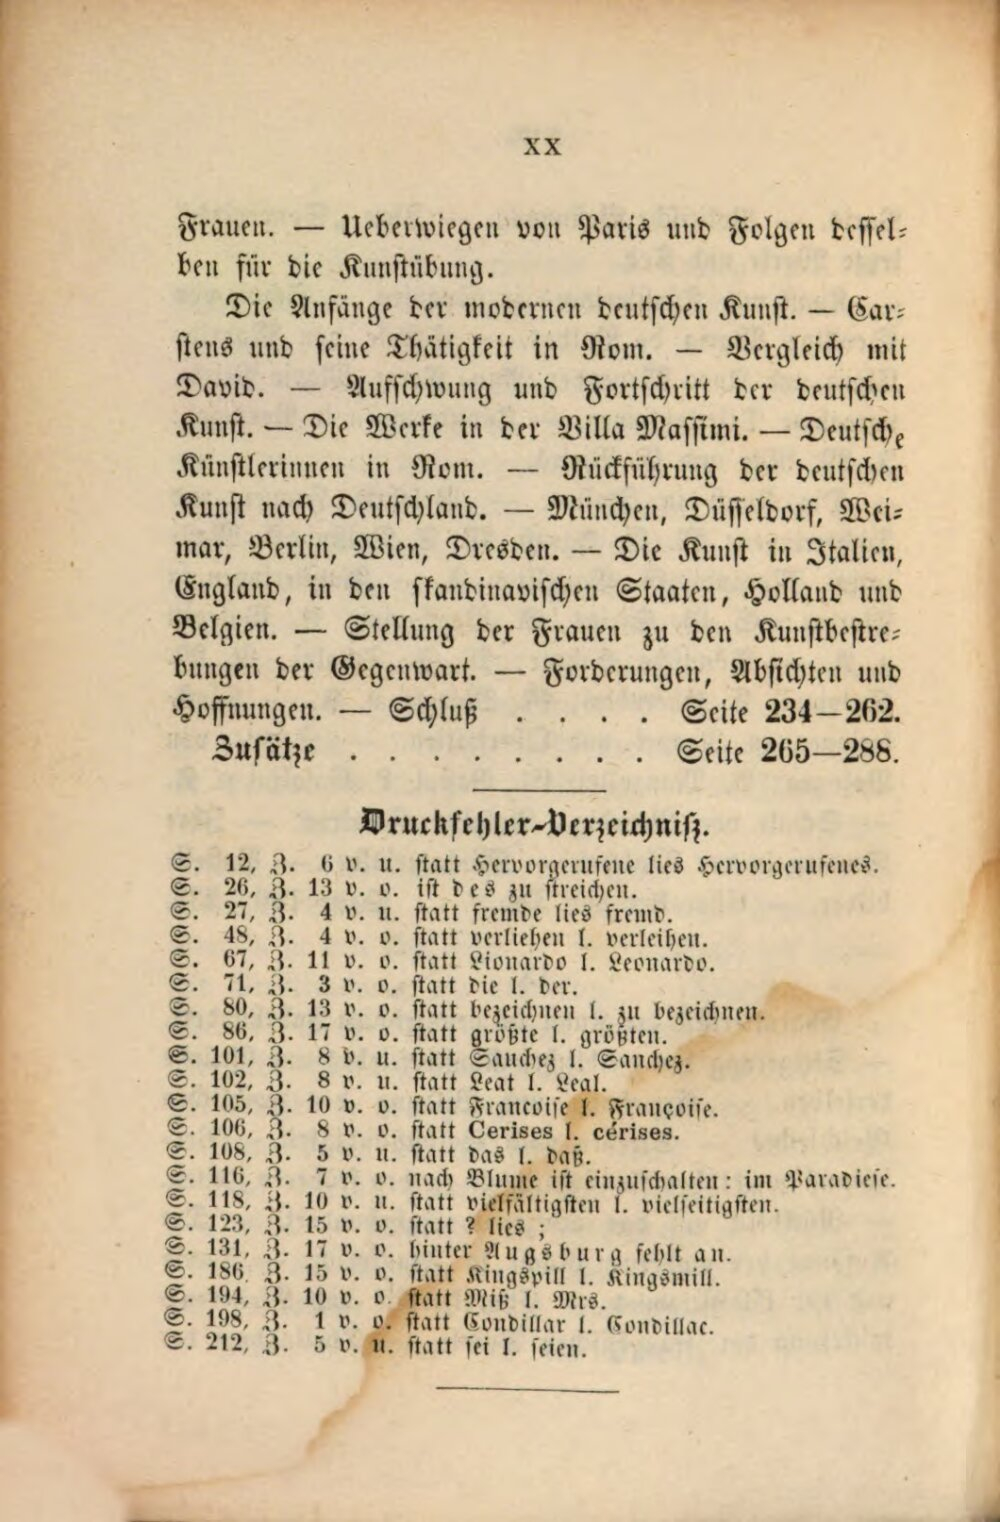 XX
Frauen. — Ueberwiegen von Paris und Folgen dessel-
ben für die Kunstübung.
Die Anfänge der modernen deutschen Kunst. — Car-
stens und seine Thätigkeit in Rom. — Vergleich mit
David. — Aufschwung und Fortschritt der deutschen
Kunst. — Die Werke in der Villa Massimi. — Deutsche
Künstlerinnen in Rom. — Rückführung der deutschen
Kunst nach Deutschland. — München, Düsseldorf, Wei-
mar, Berlin, Wien, Dresden. — Die Kunst in Italien,
England, in den skandinavischen Staaten, Holland und
Belgien. — Stellung der Frauen zu den Kunstbestre-
bungen der Gegenwart. — Forderungen, Absichten und
Hoffnungen. — Schluß . . . . Seite 234—262.
Zusätze . . . . . . . . Seite 265—288.
Druckfehler-Verzeichniß.
S. 12, Z. 6 v. u. statt Hervorgerufene lies Hervorgerufenes.
S. 26, Z. 13 v. o. ist des zu streichen.
S. 27, Z. 4 v. u. statt fremde lies fremd.
S. 48, Z. 4 v. o. statt verliehen l. verleihen.
S. 67, Z. 11 v. o. statt Lionardo l. Leonardo.
S. 71, Z. 3 v. o. statt die l. der.
S. 80, Z. 13 v. o. statt bezeichnen l. zu bezeichnen.
S. 86, Z. 17 v. o. statt größte l. größten.
S. 101, Z. 8 v. u. statt Sauchez l. Sanchez.
S. 102, Z. 8 v. u. statt Leat l. Leal.
S. 105, Z. 10 v. o. statt Francoise l. Françoise.
S. 106, Z. 8 v. o. statt Cerises l. cérises.
S. 108, Z. 5 v. u. statt das l. daß.
S. 116, Z. 7 v. o. nach Blume ist einzuschalten: im Paradiese.
S. 118, Z. 10 v. u. statt vielfältigsten l. vielseitigsten.
S. 123, Z. 15 v. o. statt ? lies ;
S. 131, Z. 17 v. o. hinter Augsburg fehlt an.
S. 186, Z. 15 v. o. statt Kingspill l. Kingsmill.
S. 194, Z. 10 v. o. statt Miß l. Mrs.
S. 198, Z. 1 v. o. statt Condillar l. Condillac.
S. 212, Z. 5 v. u. statt sei l. seien.